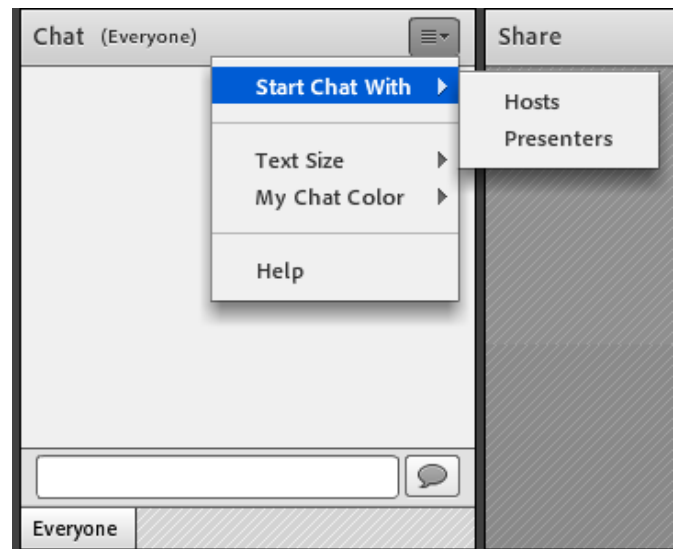 Chat (Everyone)
Share
Start Chat With
Hosts
Presenters
Text Size
My Chat Color
Help
Everyone